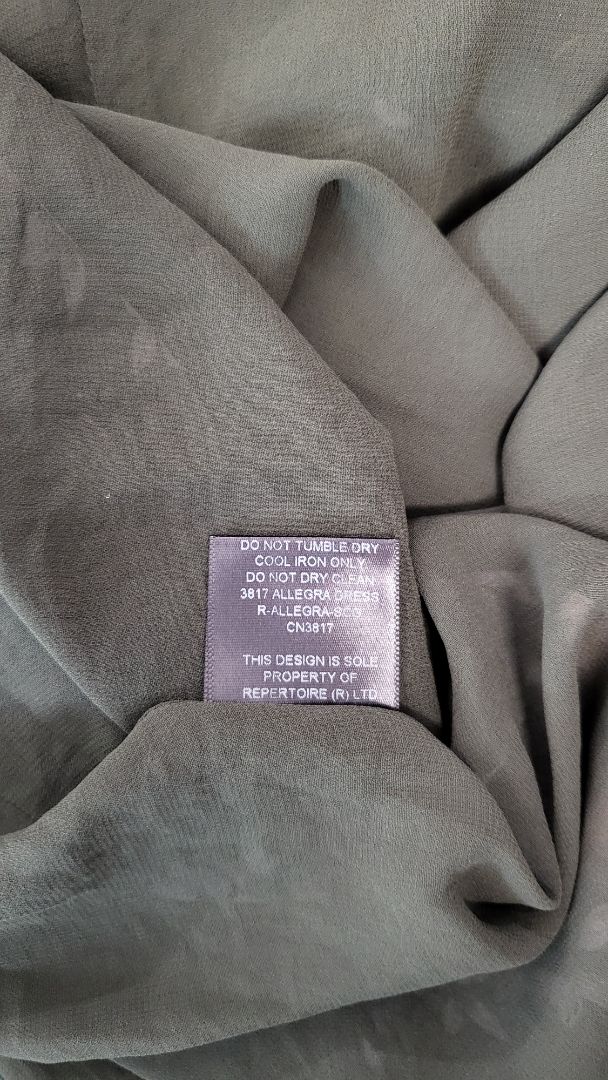 DO NOT TUMBLE DRY
COOL IRON ONLY
DO NOT DRY CLEAN
3817 ALLEGRA DRESS
R-ALLEGRA-SCG
CN3817
THIS DESIGN IS SOLE
PROPERTY OF
REPERTOIRE (R) LTD